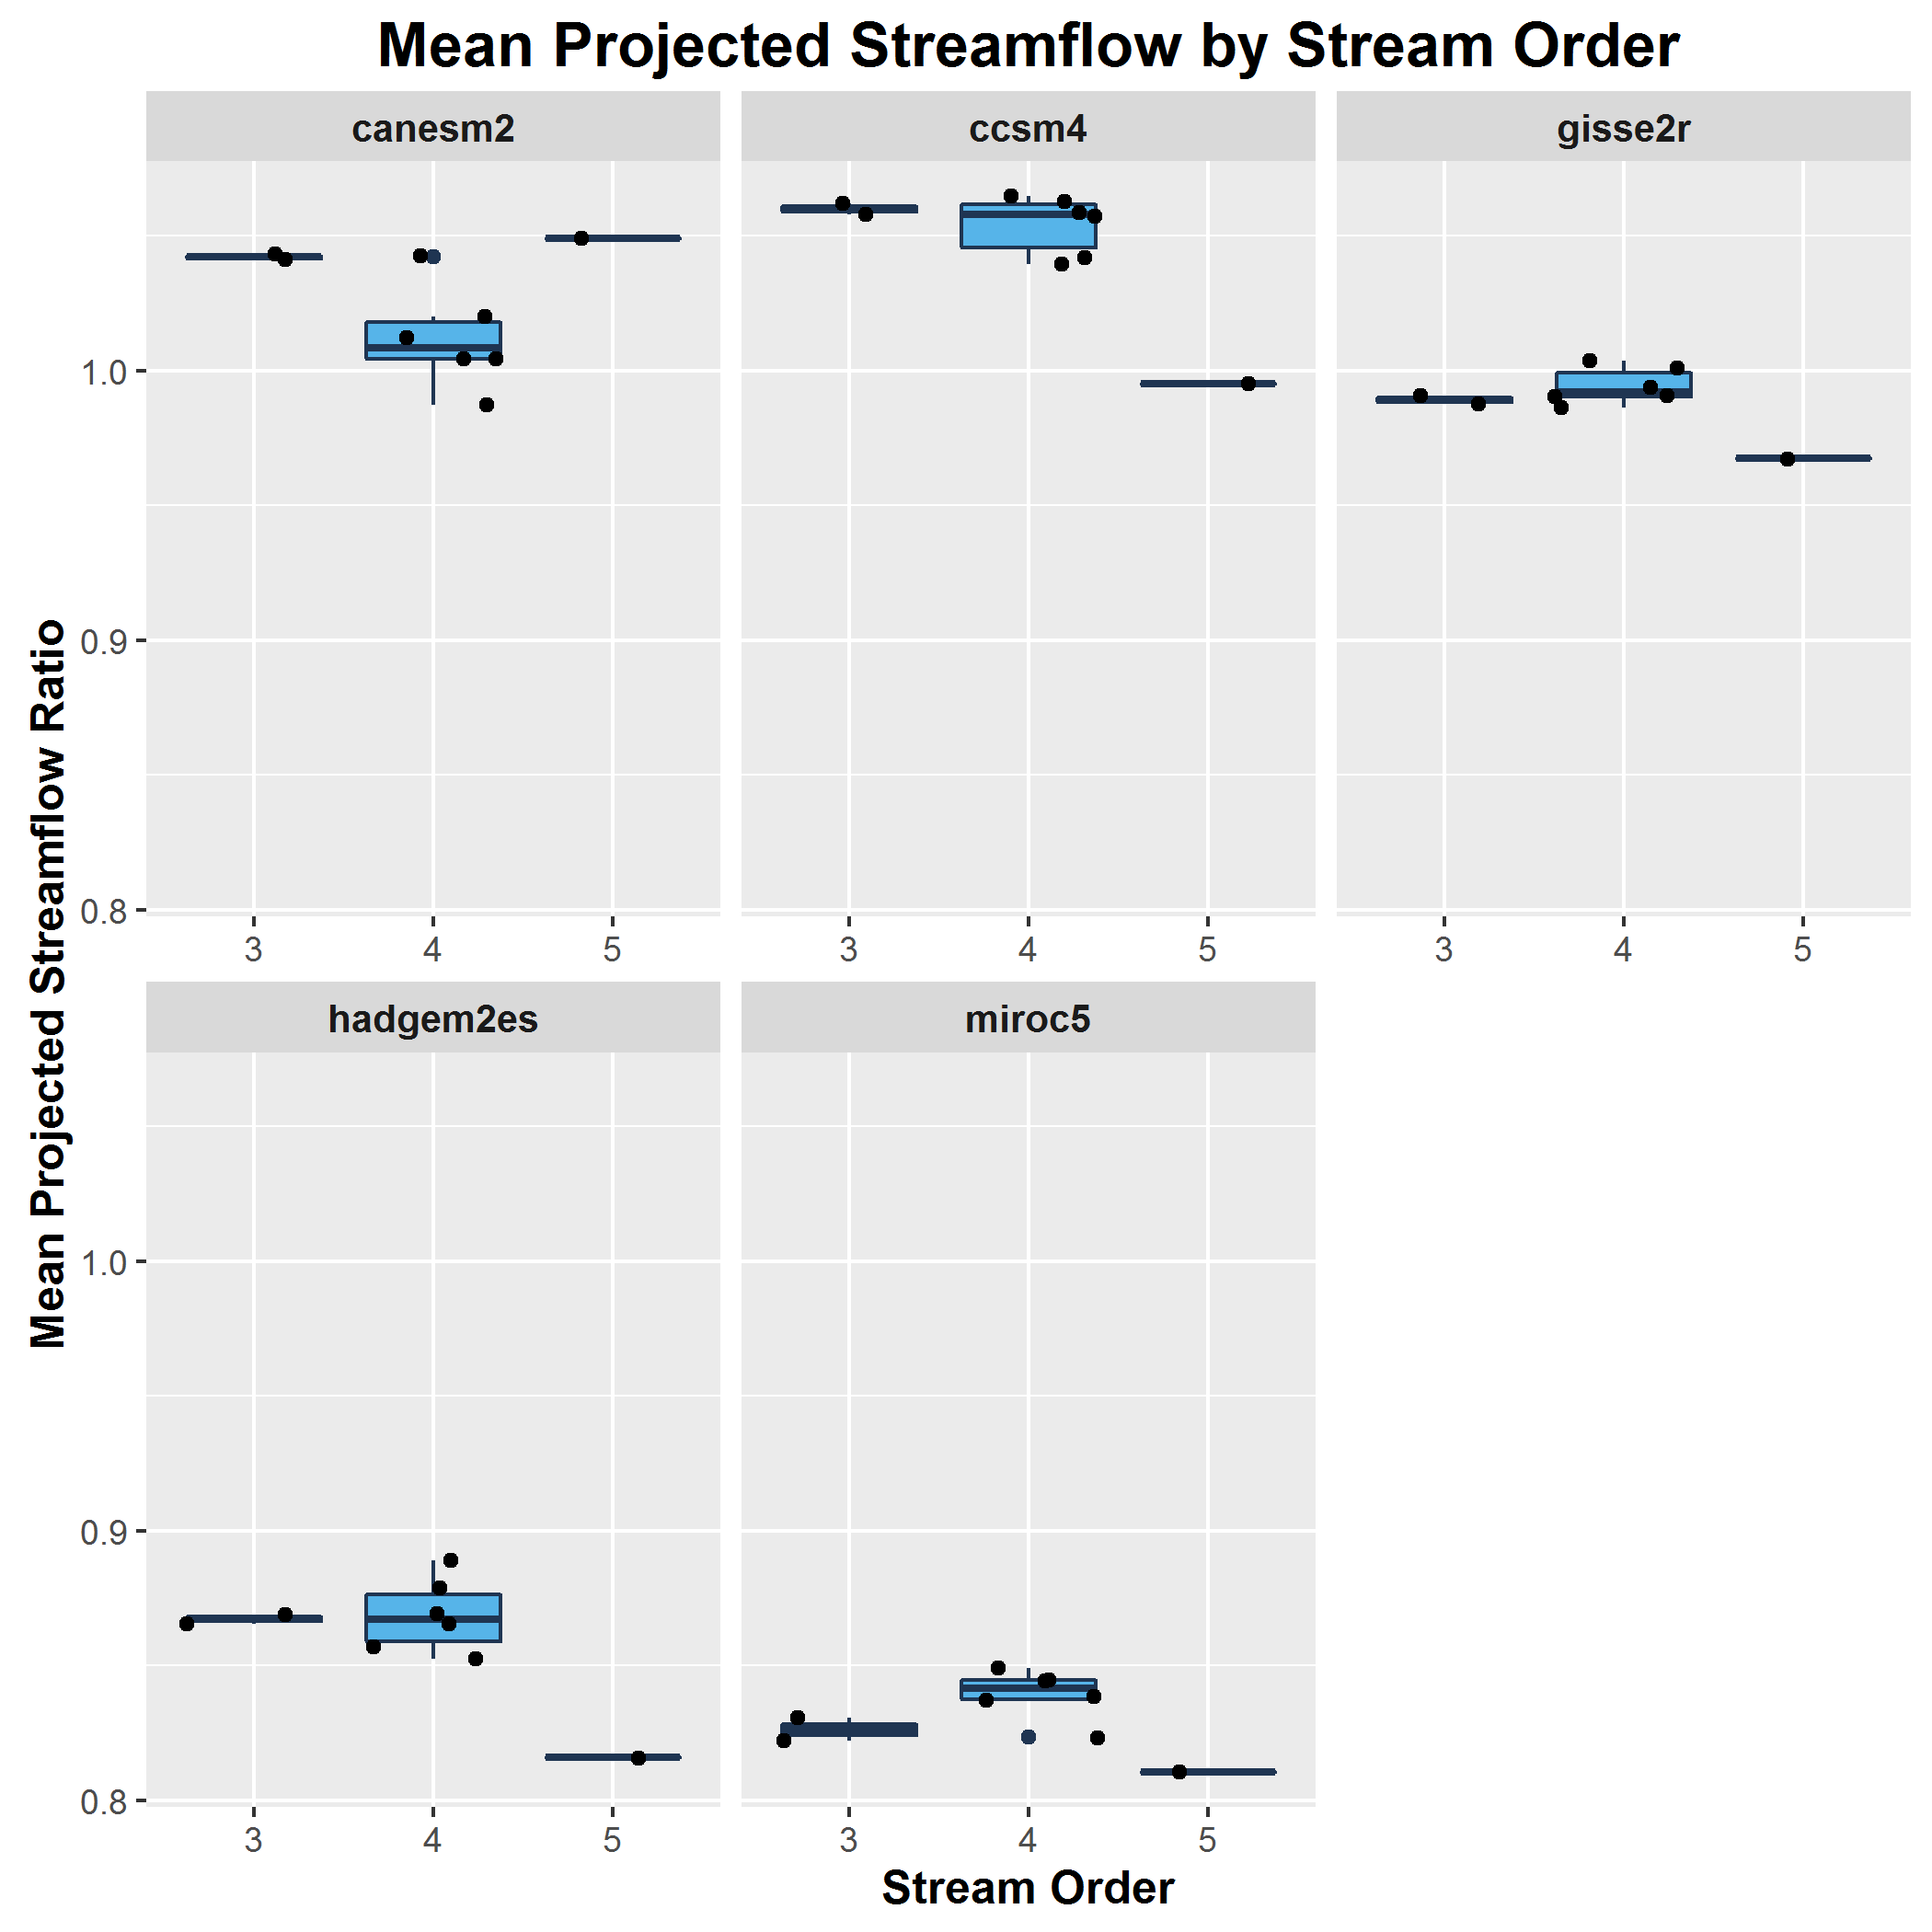 Mean Projected Streamflow by Stream Order
canesm2
ccsm4
gisse2r
1.0
0.9
0.8
3 4 5
3 4 5
3 4 5
Mean Projected Streamflow Ratio
hadgem2es
miroc5
1.0
0.9
0.8
3 4 5
3 4 5
Stream Order